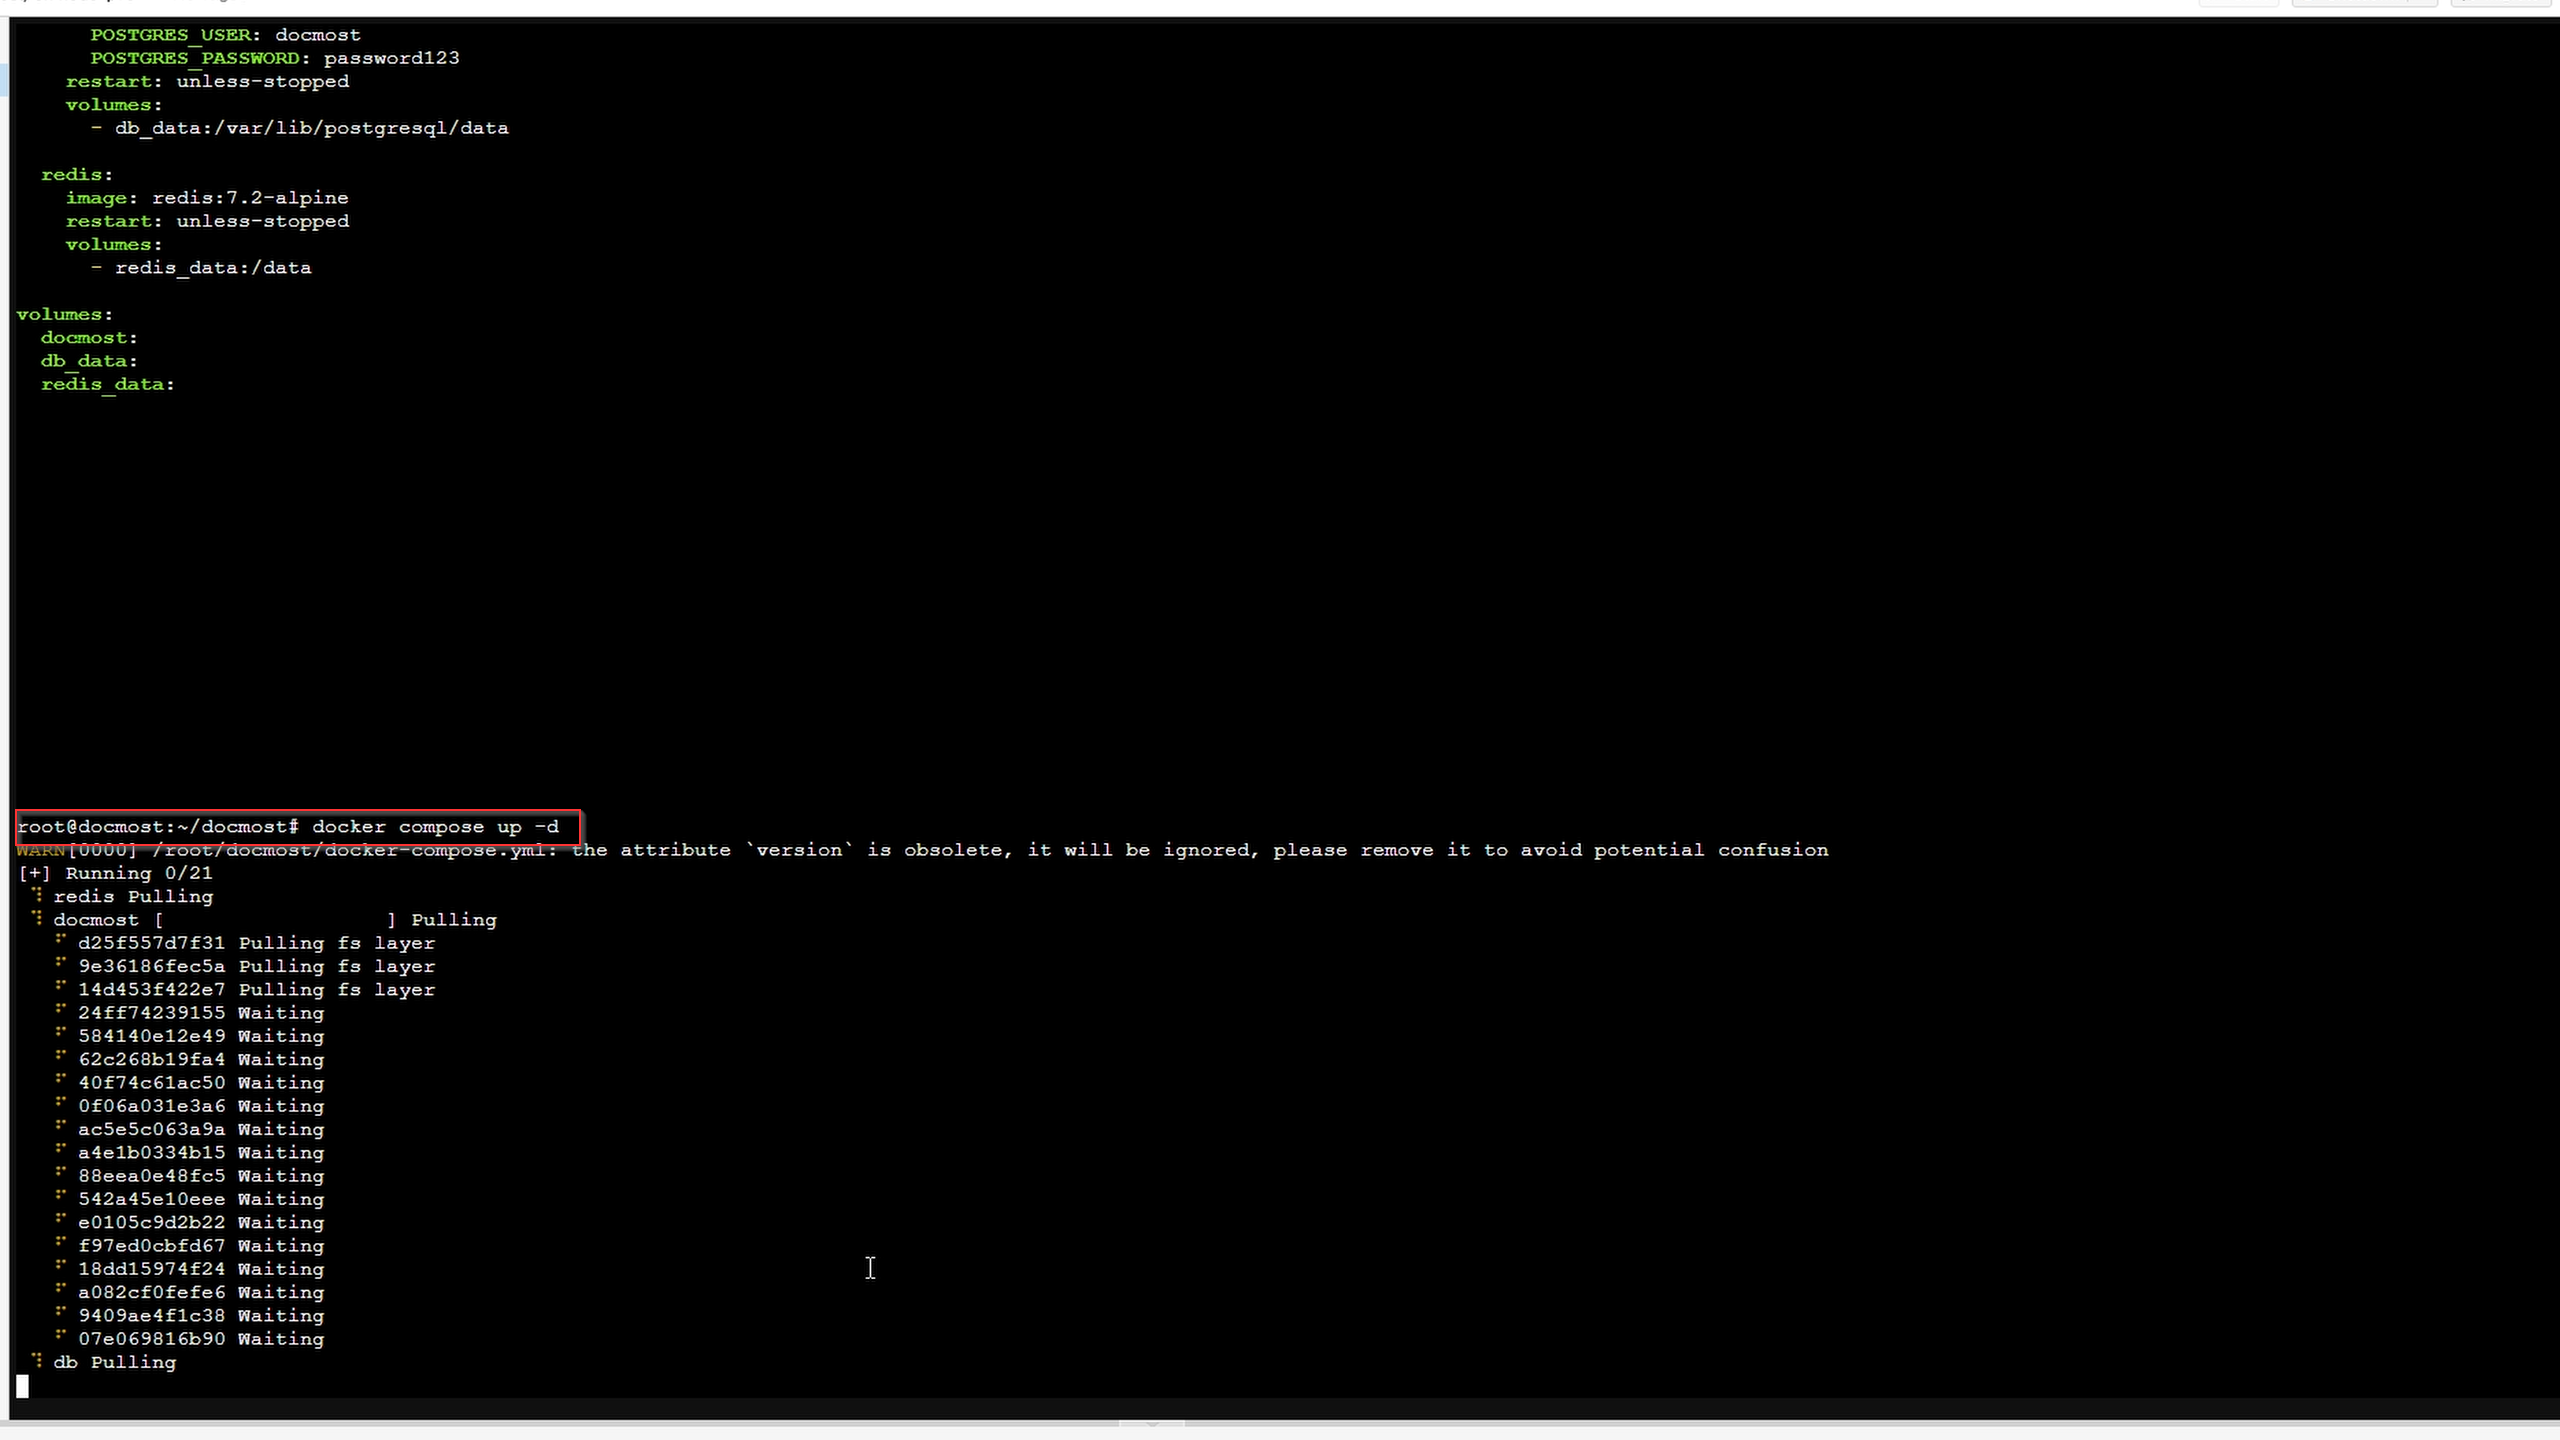 POSTGRES_USER: docmost
POSTGRES_PASSWORD: password123
restart: unless-stopped
volumes:
- db_data:/var/lib/postgresql/data
redis:
image: redis:7.2-alpine
restart: unless-stopped
volumes:
- redis_data:/data
volumes:
docmost:
db_data:
redis_data:
root@docmost:~/docmost# docker compose up -d
WARN[0000] /root/docmost/docker-compose.yml: the attribute `version` is obsolete, it will be ignored, please remove it to avoid potential confusion
[+] Running 0/21
redis Pulling
docmost [ ] Pulling
d25f557d7f31 Pulling fs layer
9e36186fec5a Pulling fs layer
14d453f422e7 Pulling fs layer
24ff74239155 Waiting
584140e12e49 Waiting
62c268b19fa4 Waiting
40f74c61ac50 Waiting
0f06a031e3a6 Waiting
ac5e5c063a9a Waiting
a4e1b0334b15 Waiting
88eea0e48fc5 Waiting
542a45e10eee Waiting
e0105c9d2b22 Waiting
f97ed0cbfd67 Waiting
18dd15974f24 Waiting
a082cf0fefe6 Waiting
9409ae4f1c38 Waiting
07e069816b90 Waiting
db Pulling